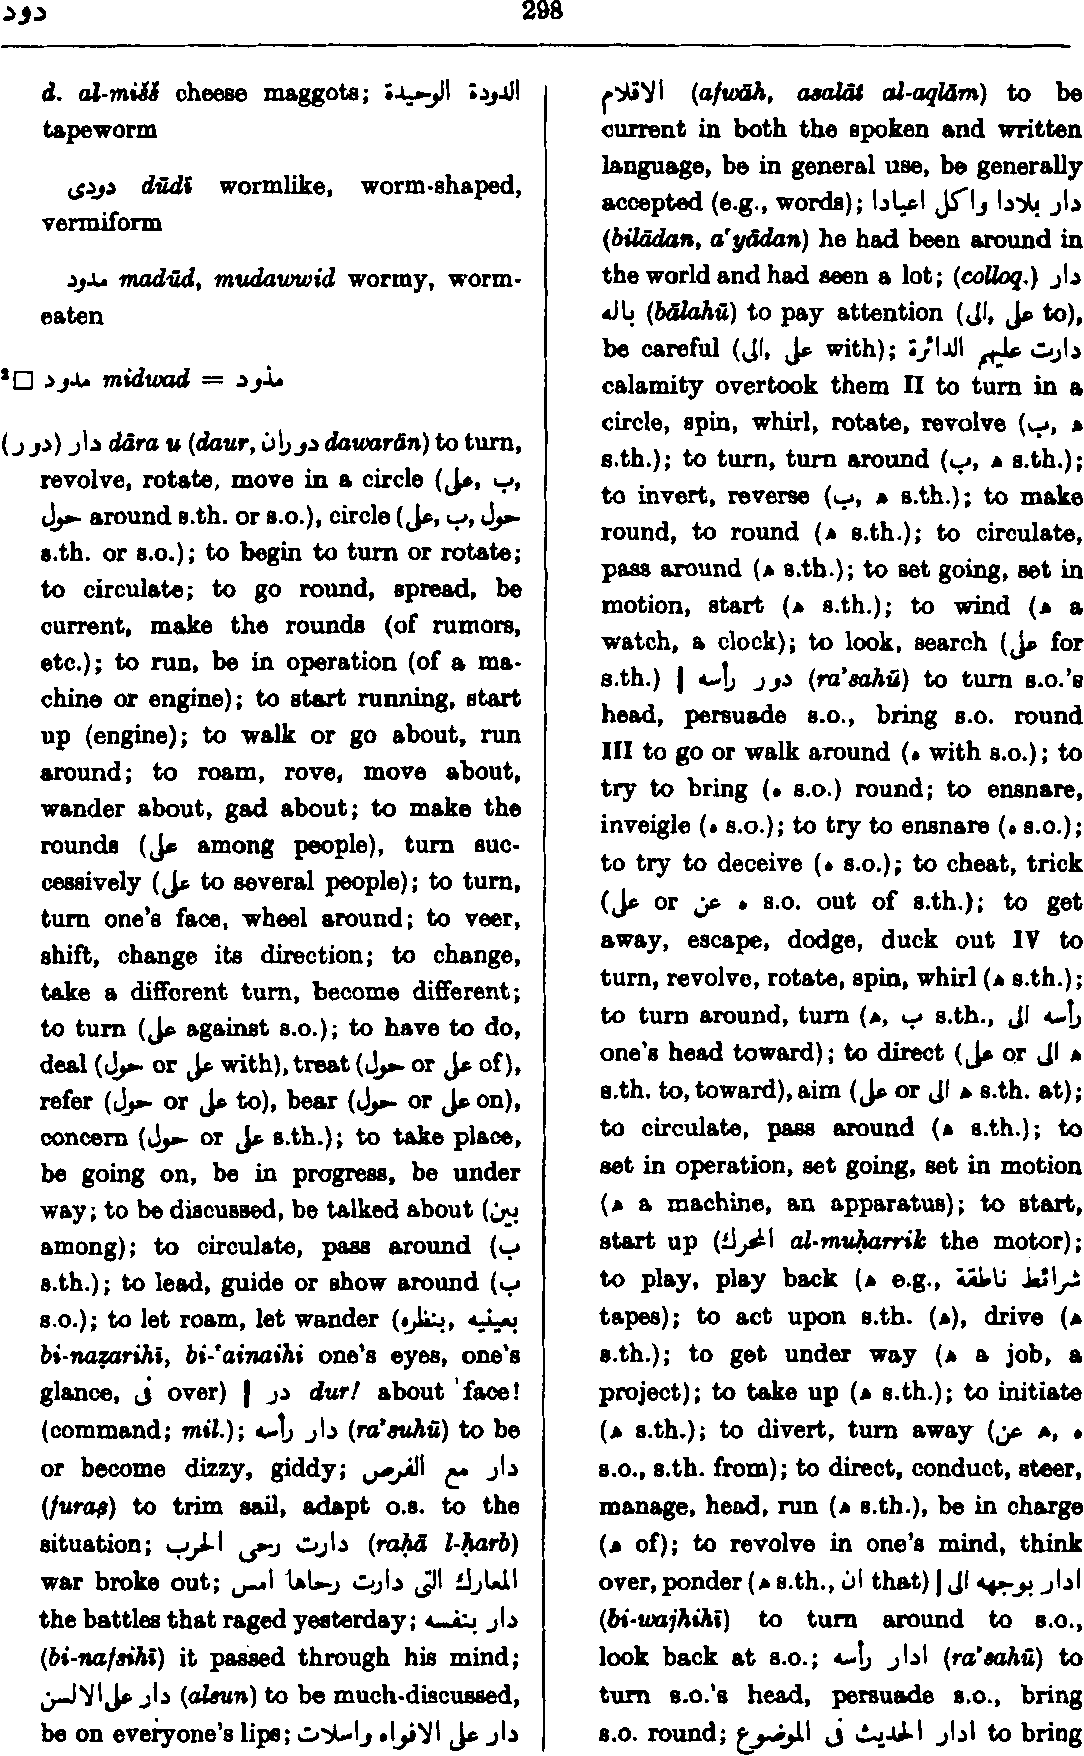 دود 298
d. al-mišš cheese maggots; الدودة الوحيدة
tapeworm
دودى dūdī wormlike, worm-shaped,
vermiform
مدود madūd, mudawwid wormy, worm-
eaten
²□ مدود midwad = مذود
(دور) دار dāra u (daur, دوران dawarān) to turn,
revolve, rotate, move in a circle (على, ب,
حول around s.th. or s.o.), circle (على, ب, حول
s.th. or s.o.); to begin to turn or rotate;
to circulate; to go round, spread, be
current, make the rounds (of rumors,
etc.); to run, be in operation (of a ma-
chine or engine); to start running, start
up (engine); to walk or go about, run
around; to roam, rove, move about,
wander about, gad about; to make the
rounds (على among people), turn suc-
cessively (على to several people); to turn,
turn one's face, wheel around; to veer,
shift, change its direction; to change,
take a different turn, become different;
to turn (على against s.o.); to have to do,
deal (حول or على with), treat (حول or على of),
refer (حول or على to), bear (حول or على on),
concern (حول or على s.th.); to take place,
be going on, be in progress, be under
way; to be discussed, be talked about (بين
among); to circulate, pass around (ب
s.th.); to lead, guide or show around (ب
s.o.); to let roam, let wander (بنظره, بعينيه
bi-naẓarihī, bi-'ainaihi one's eyes, one's
glance, فى over) | در dur! about face!
(command; mil.); دار رأسه (ra'suhū) to be
or become dizzy, giddy; دار مع الفرص
(furaṣ) to trim sail, adapt o.s. to the
situation; دارت رحى الحرب (raḥā l-ḥarb)
war broke out; المعارك التى دارت رحاها امس
the battles that raged yesterday; دار بنفسه
(bi-nafsihī) it passed through his mind;
دار على الالسن (alsun) to be much-discussed,
be on everyone's lips; دار على الافواه واسلات
الاقلام (afwāh, asalāt al-aqlām) to be
current in both the spoken and written
language, be in general use, be generally
accepted (e.g., words); دار بلادا واكل اعيادا
(bilādan, a'yādan) he had been around in
the world and had seen a lot; (colloq.) دار
باله (bālahū) to pay attention (الى, على to),
be careful (الى, على with); دارت عليهم الدائرة
calamity overtook them II to turn in a
circle, spin, whirl, rotate, revolve (ب, ه
s.th.); to turn, turn around (ب, ه s.th.);
to invert, reverse (ب, ه s.th.); to make
round, to round (ه s.th.); to circulate,
pass around (ه s.th.); to set going, set in
motion, start (ه s.th.); to wind (ه a
watch, a clock); to look, search (على for
s.th.) | دور رأسه (ra'sahū) to turn s.o.'s
head, persuade s.o., bring s.o. round
III to go or walk around (ه with s.o.); to
try to bring (ه s.o.) round; to ensnare,
inveigle (ه s.o.); to try to ensnare (ه s.o.);
to try to deceive (ه s.o.); to cheat, trick
(على or عن ه s.o. out of s.th.); to get
away, escape, dodge, duck out IV to
turn, revolve, rotate, spin, whirl (ه s.th.);
to turn around, turn (ه, ب s.th., رأسه الى
one's head toward); to direct (على or الى ه
s.th. to, toward), aim (على or الى ه s.th. at);
to circulate, pass around (ه s.th.); to
set in operation, set going, set in motion
(ه a machine, an apparatus); to start,
start up (المحرك al-muḥarrik the motor);
to play, play back (ه e.g., شرائط ناطقة
tapes); to act upon s.th. (ه), drive (ه
s.th.); to get under way (ه a job, a
project); to take up (ه s.th.); to initiate
(ه s.th.); to divert, turn away (عن ه, ه
s.o., s.th. from); to direct, conduct, steer,
manage, head, run (ه s.th.), be in charge
(ه of); to revolve in one's mind, think
over, ponder (ه s.th., ان that) | ادار بوجهه الى
(bi-wajhihī) to turn around to s.o.,
look back at s.o.; ادار رأسه (ra'sahū) to
turn s.o.'s head, persuade s.o., bring
s.o. round; ادار الحديث فى الموضوع to bring